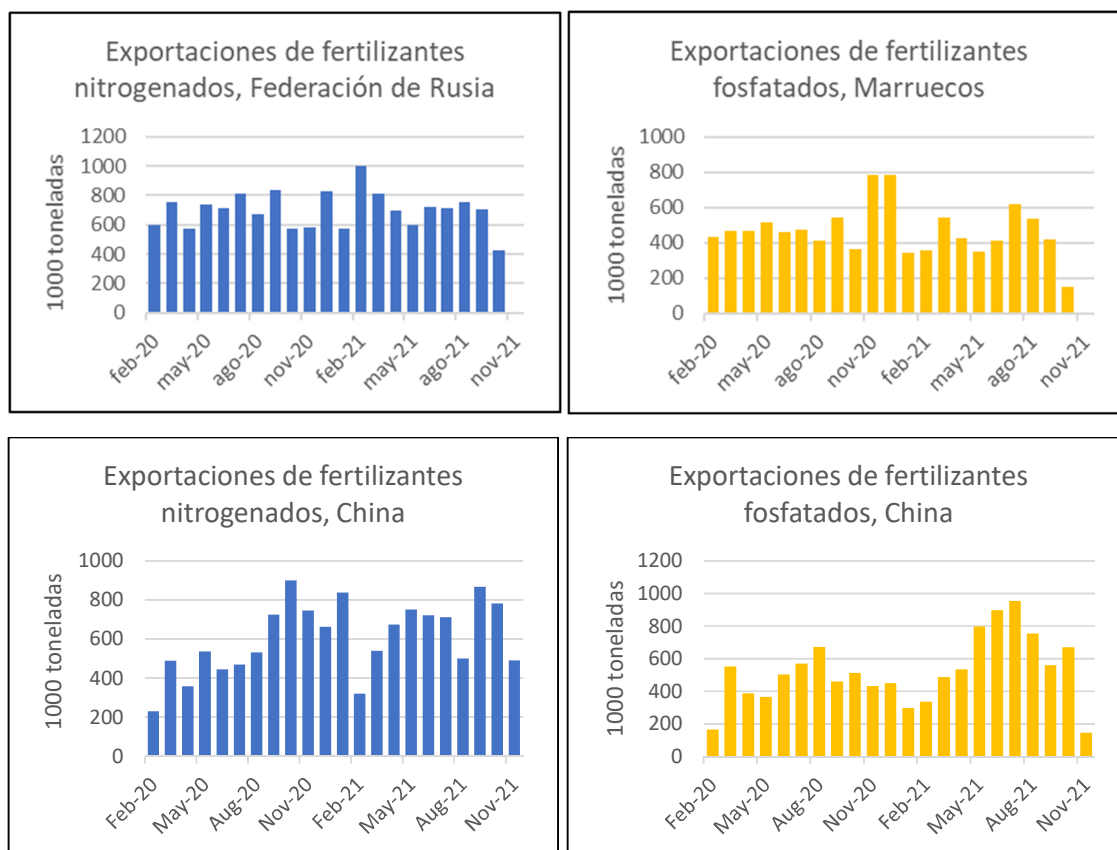 Exportaciones de fertilizantes
nitrogenados, Federación de Rusia
1000 toneladas
1200
1000
800
600
400
200
0
feb-20
may-20
ago-20
nov-20
feb-21
may-21
ago-21
nov-21
Exportaciones de fertilizantes
fosfatados, Marruecos
1000 toneladas
1000
800
600
400
200
0
feb-20
may-20
ago-20
nov-20
feb-21
may-21
ago-21
nov-21
Exportaciones de fertilizantes
nitrogenados, China
1000 toneladas
1000
800
600
400
200
0
Feb-20
May-20
Aug-20
Nov-20
Feb-21
May-21
Aug-21
Nov-21
Exportaciones de fertilizantes
fosfatados, China
1000 toneladas
1200
1000
800
600
400
200
0
Feb-20
May-20
Aug-20
Nov-20
Feb-21
May-21
Aug-21
Nov-21